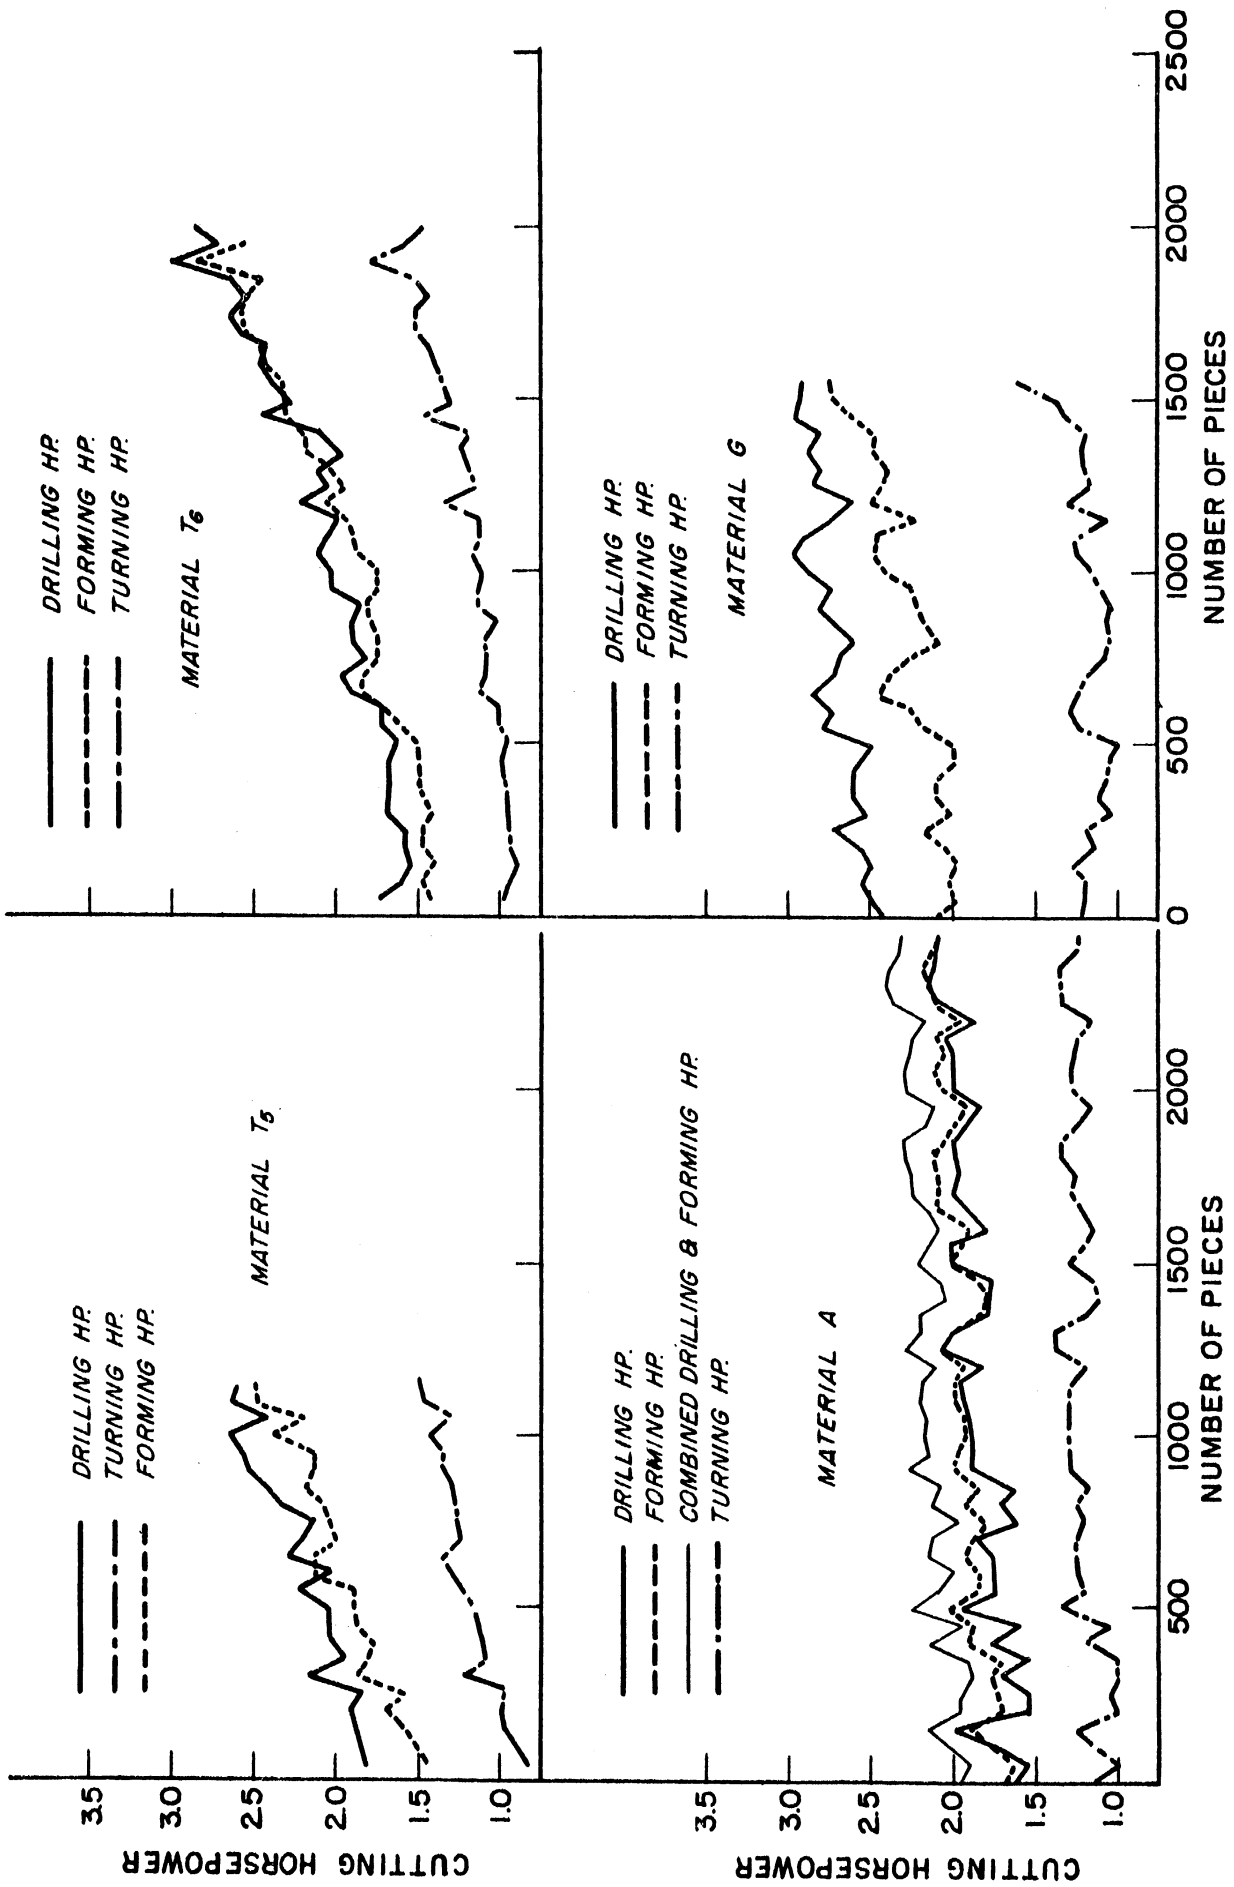 CUTTING HORSEPOWER
3.5
3.0
2.5
2.0
1.5
1.0
DRILLING HP.
TURNING HP.
FORMING HP.
MATERIAL T5
DRILLING HP.
FORMING HP.
TURNING HP.
MATERIAL T6
CUTTING HORSEPOWER
3.5
3.0
2.5
2.0
1.5
1.0
DRILLING HP.
FORMING HP.
COMBINED DRILLING & FORMING HP.
TURNING HP.
MATERIAL A
500
1000
1500
2000
NUMBER OF PIECES
DRILLING HP.
FORMING HP.
TURNING HP.
MATERIAL G
0
500
1000
1500
2000
2500
NUMBER OF PIECES